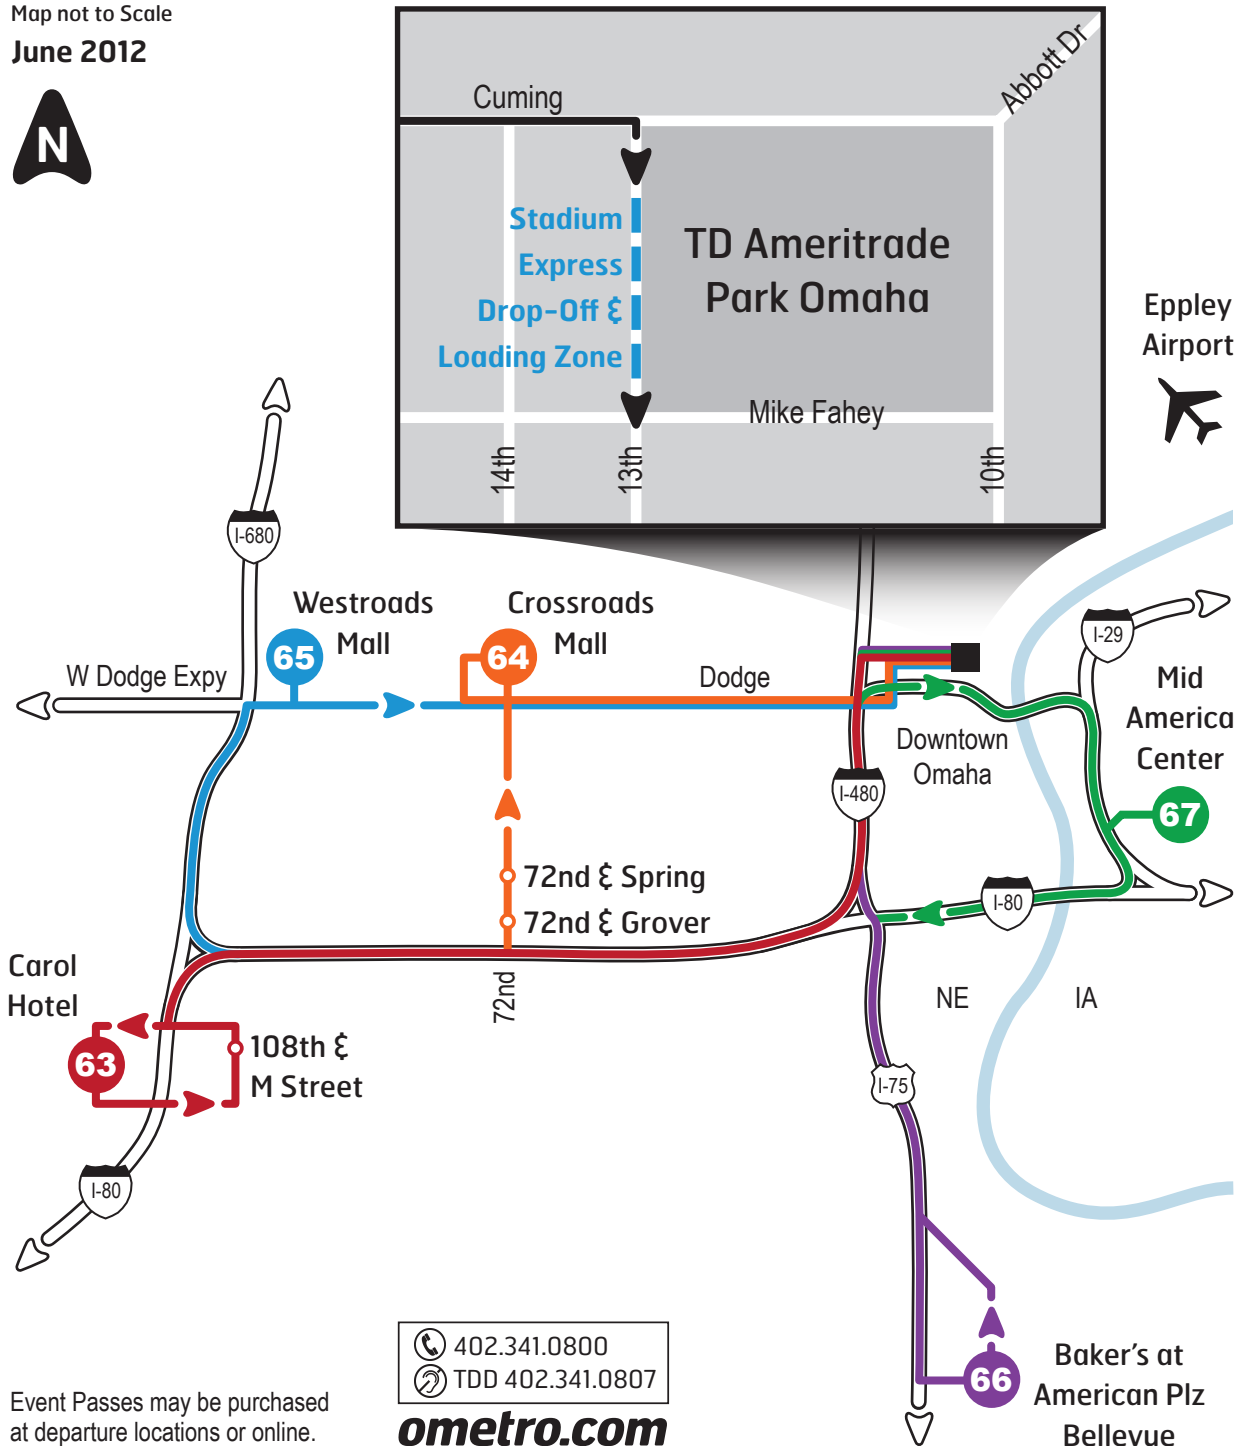 Map not to Scale
June 2012
N
Cuming
Abbott Dr
Stadium
Express
Drop-Off &
Loading Zone
TD Ameritrade
Park Omaha
Mike Fahey
14th
13th
10th
Eppley
Airport
I-680
Westroads
Mall
65
Crossroads
Mall
64
W Dodge Expy
Dodge
I-29
Mid
America
Center
67
Downtown
Omaha
I-480
72nd & Spring
72nd & Grover
72nd
I-80
NE
IA
Carol
Hotel
63
108th &
M Street
I-75
I-80
66
Baker's at
American Plz
Bellevue
402.341.0800
TDD 402.341.0807
ometro.com
Event Passes may be purchased
at departure locations or online.